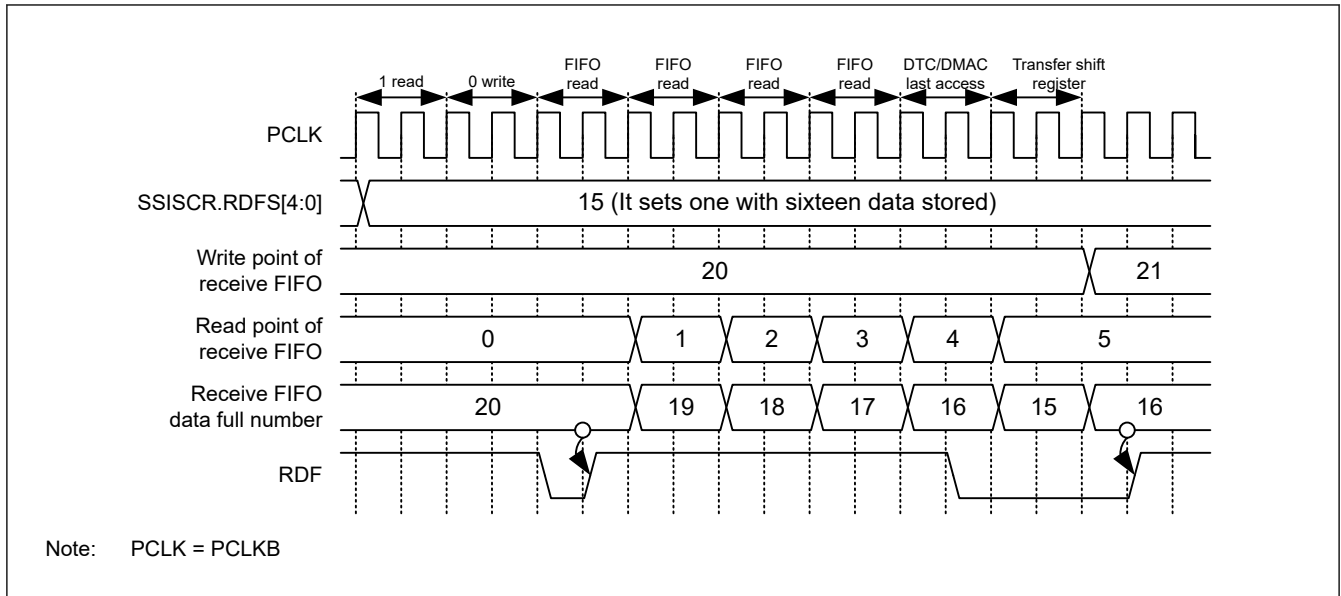 FIFO FIFO FIFO FIFO DTC/DMAC Transfer shift
1 read 0 write read read read read last access register
PCLK
SSISCR.RDFS[4:0] 15 (It sets one with sixteen data stored)
Write point of
receive FIFO
20 21
Read point of
receive FIFO
0 1 2 3 4 5
Receive FIFO
data full number
20 19 18 17 16 15 16
RDF
Note: PCLK = PCLKB